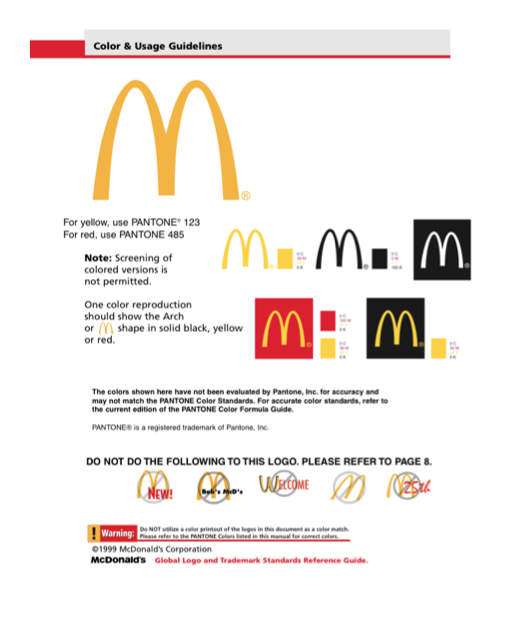 Color & Usage Guidelines
®
For yellow, use PANTONE® 123
For red, use PANTONE 485
Note: Screening of
colored versions is
not permitted.
One color reproduction
should show the Arch
or shape in solid black, yellow
or red.
The colors shown here have not been evaluated by Pantone, Inc. for accuracy and
may not match the PANTONE Color Standards. For accurate color standards, refer to
the current edition of the PANTONE Color Formula Guide.
PANTONE® is a registered trademark of Pantone, Inc.
DO NOT DO THE FOLLOWING TO THIS LOGO. PLEASE REFER TO PAGE 8.
NEW!
Bob's McD's
WELCOME
25th
! Warning:
Do NOT utilize a color printout of the logos in this document as a color match.
Please refer to the PANTONE Colors listed in this manual for correct colors.
©1999 McDonald's Corporation
McDonald's Global Logo and Trademark Standards Reference Guide.